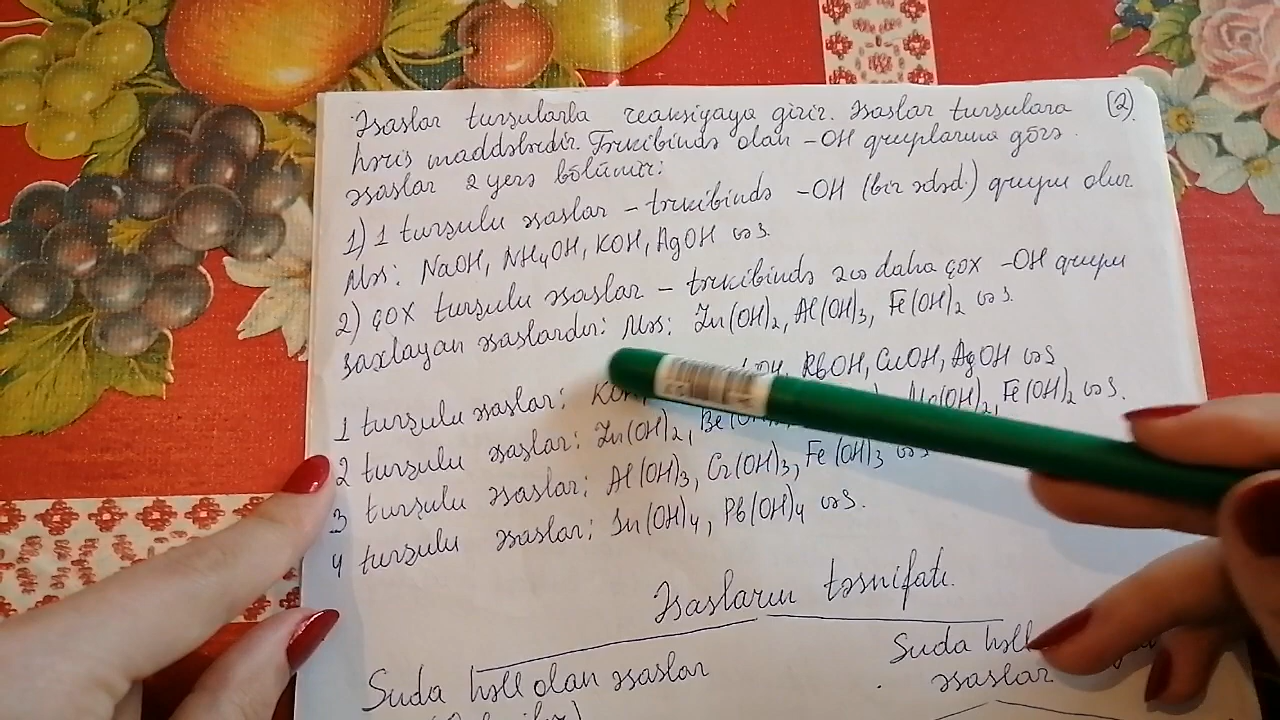 Əsaslar turşularla reaksiyaya girir. Əsaslar turşulara (2)
həris maddələrdir. Tərkibində olan -OH qruplarına görə
əsaslar 2 yerə bölünür:
1) 1 turşulu əsaslar - tərkibində -OH (bir ədəd) qrupu olur
Məs: NaOH, NH₄OH, KOH, AgOH və s.
2) çox turşulu əsaslar - tərkibində 2 və daha çox -OH qrupu
saxlayan əsaslardır: Məs: Zn(OH)₂, Al(OH)₃, Fe(OH)₂ və s.
1 turşulu əsaslar: KOH RbOH, CuOH, AgOH və s
2 turşulu əsaslar: Zn(OH)₂, Fe(OH)₂ və s.
3 turşulu əsaslar: Al(OH)₃, Cr(OH)₃, Fe(OH)₃ və s
4 turşulu əsaslar: Sn(OH)₄, Pb(OH)₄ və s.
Əsasların təsnifatı.
Suda həll olan əsaslar
Suda həll
əsaslar